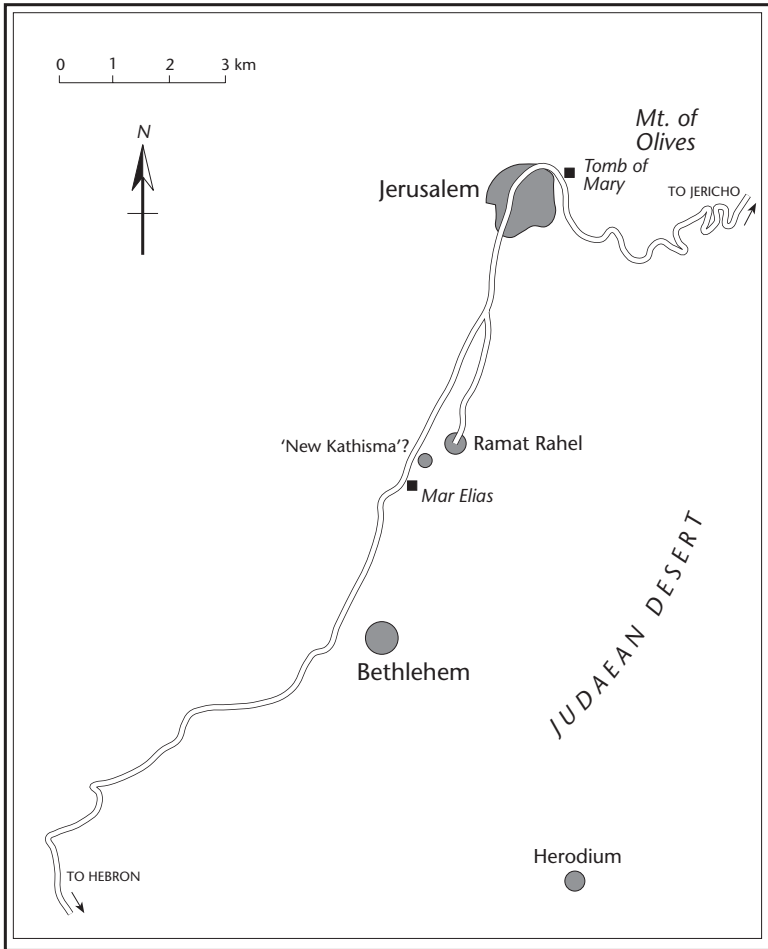 0 1 2 3 km
N
Mt. of
Olives
Tomb of
Mary
Jerusalem
TO JERICHO
'New Kathisma'?
Ramat Rahel
Mar Elias
JUDAEAN DESERT
Bethlehem
Herodium
TO HEBRON